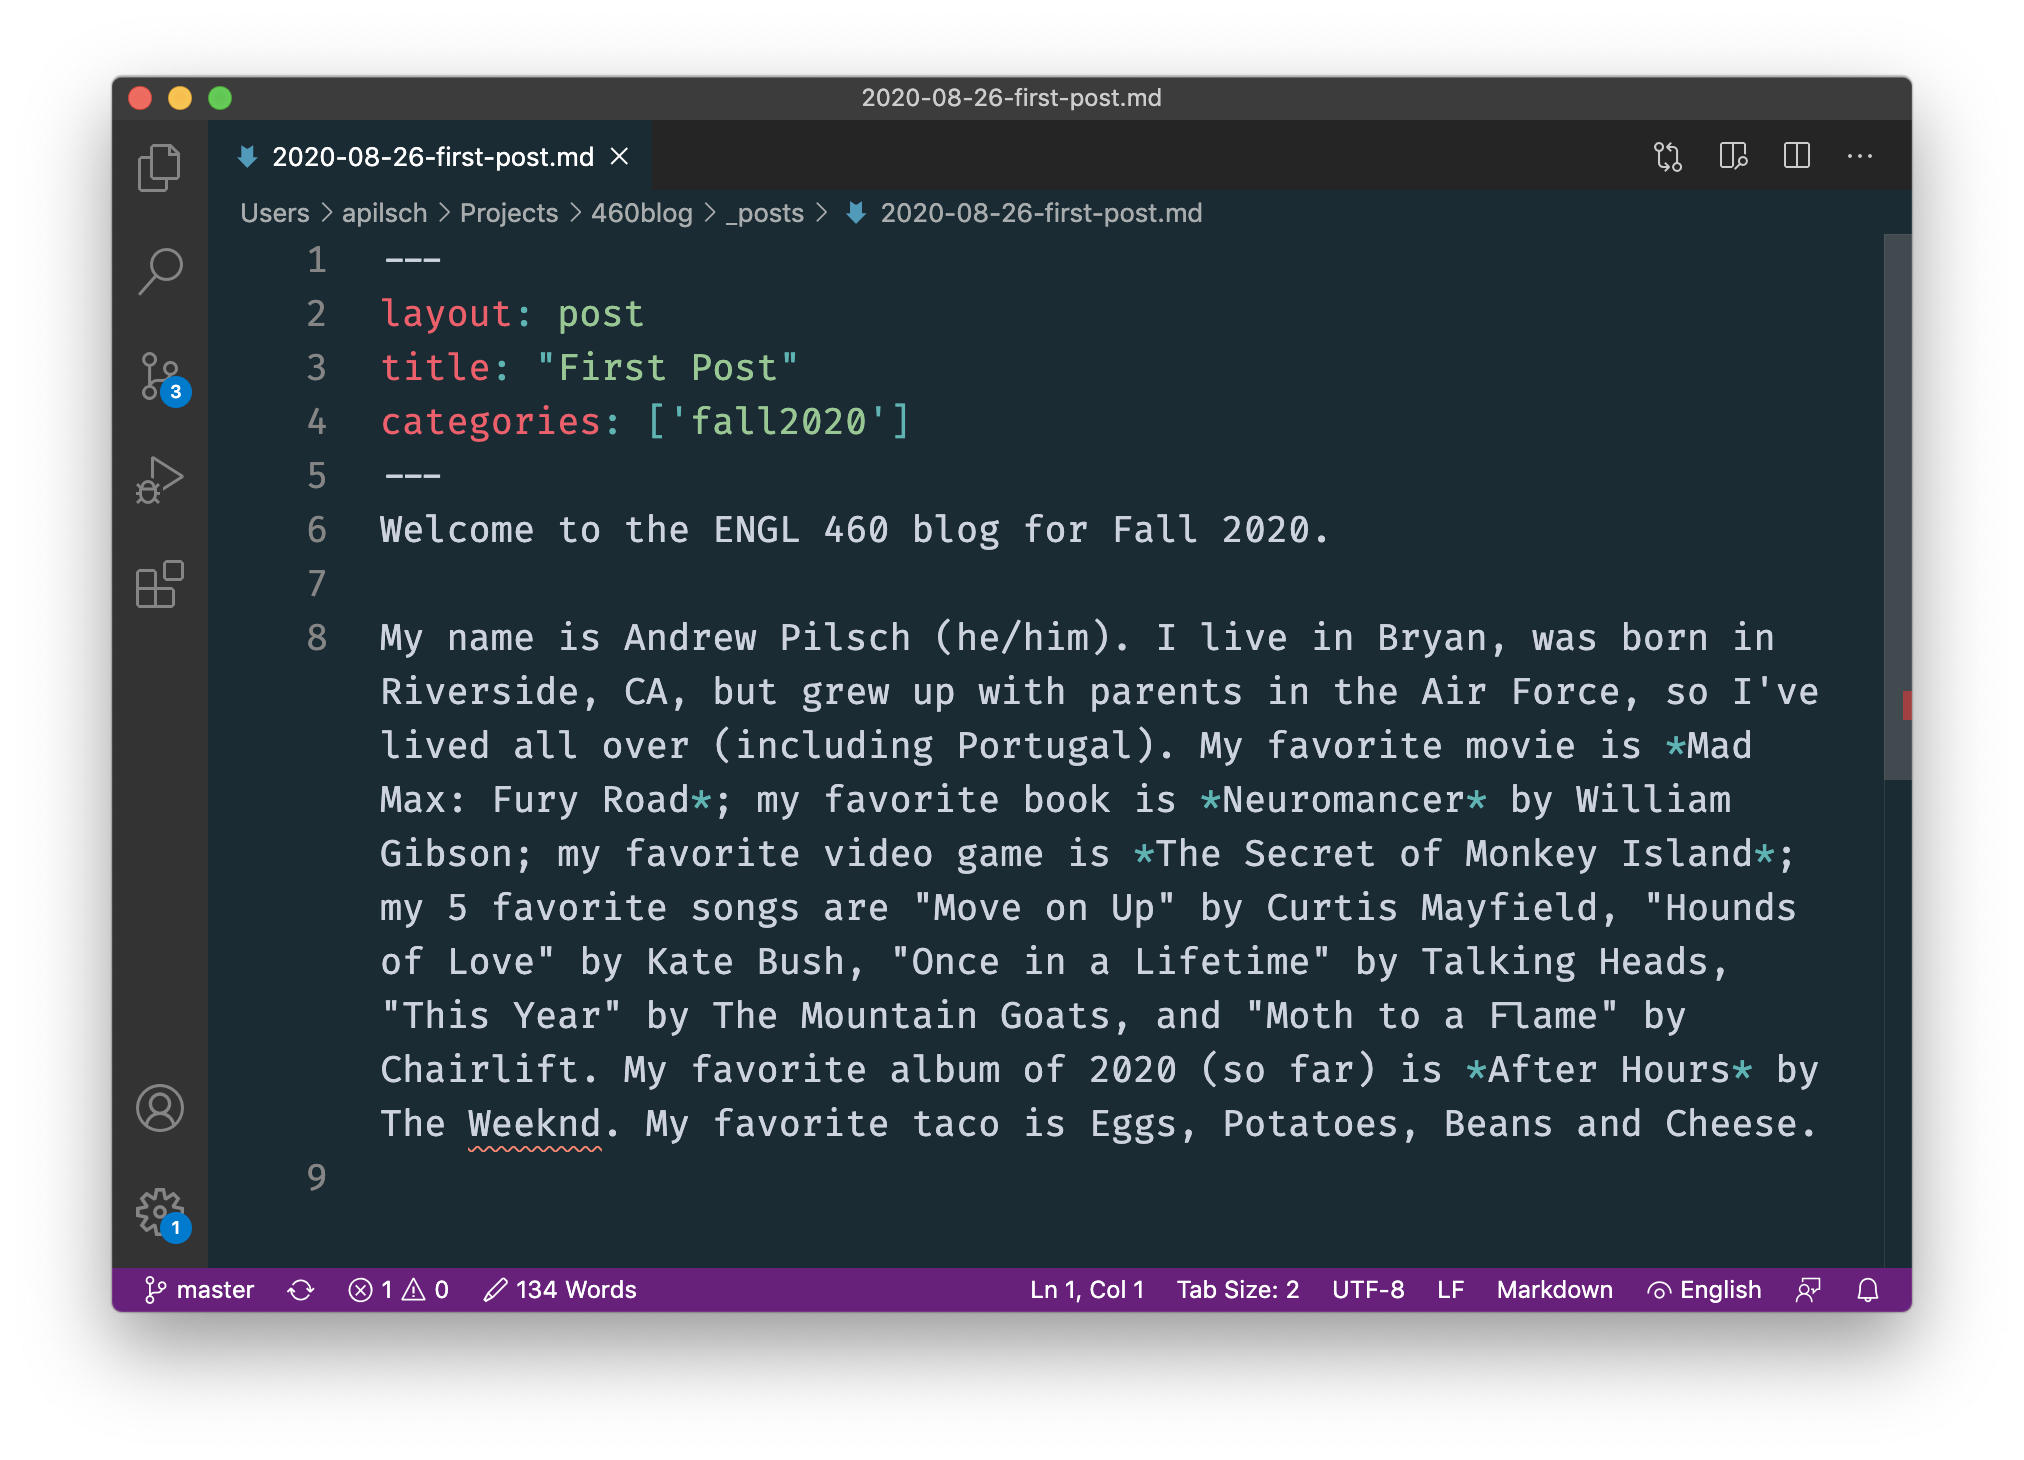 2020-08-26-first-post.md
2020-08-26-first-post.md
Users > apilsch > Projects > 460blog > _posts > 2020-08-26-first-post.md
1 ---
2 layout: post
3 title: "First Post"
4 categories: ['fall2020']
5 ---
6 Welcome to the ENGL 460 blog for Fall 2020.
7
8 My name is Andrew Pilsch (he/him). I live in Bryan, was born in
Riverside, CA, but grew up with parents in the Air Force, so I've
lived all over (including Portugal). My favorite movie is *Mad
Max: Fury Road*; my favorite book is *Neuromancer* by William
Gibson; my favorite video game is *The Secret of Monkey Island*;
my 5 favorite songs are "Move on Up" by Curtis Mayfield, "Hounds
of Love" by Kate Bush, "Once in a Lifetime" by Talking Heads,
"This Year" by The Mountain Goats, and "Moth to a Flame" by
Chairlift. My favorite album of 2020 (so far) is *After Hours* by
The Weeknd. My favorite taco is Eggs, Potatoes, Beans and Cheese.
9
3
1
master 1 0 134 Words Ln 1, Col 1 Tab Size: 2 UTF-8 LF Markdown English